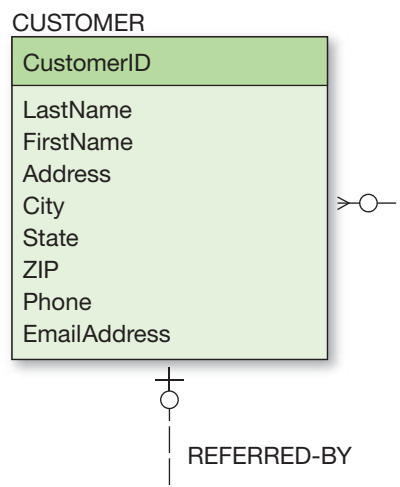 CUSTOMER
CustomerID
LastName
FirstName
Address
City
State
ZIP
Phone
EmailAddress
REFERRED-BY